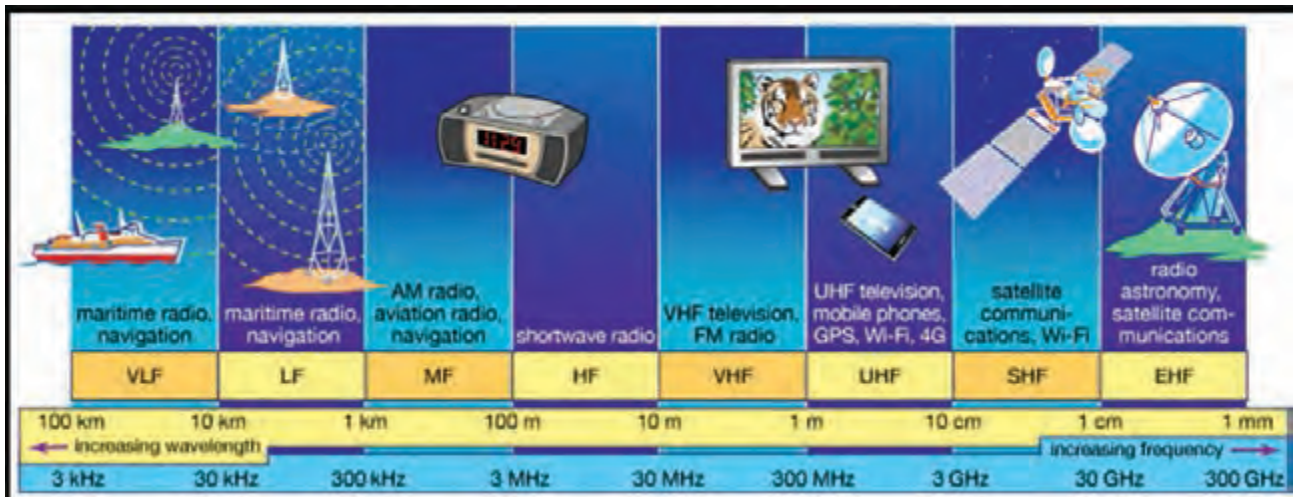 11:29
maritime radio,
navigation
maritime radio,
navigation
AM radio,
aviation radio,
navigation
shortwave radio
VHF television,
FM radio
UHF television,
mobile phones,
GPS, Wi-Fi, 4G
satellite
communi-
cations, Wi-Fi
radio
astronomy,
satellite com-
munications
VLF LF MF HF VHF UHF SHF EHF
100 km 10 km 1 km 100 m 10 m 1 m 10 cm 1 cm 1 mm
increasing wavelength increasing frequency
3 kHz 30 kHz 300 kHz 3 MHz 30 MHz 300 MHz 3 GHz 30 GHz 300 GHz